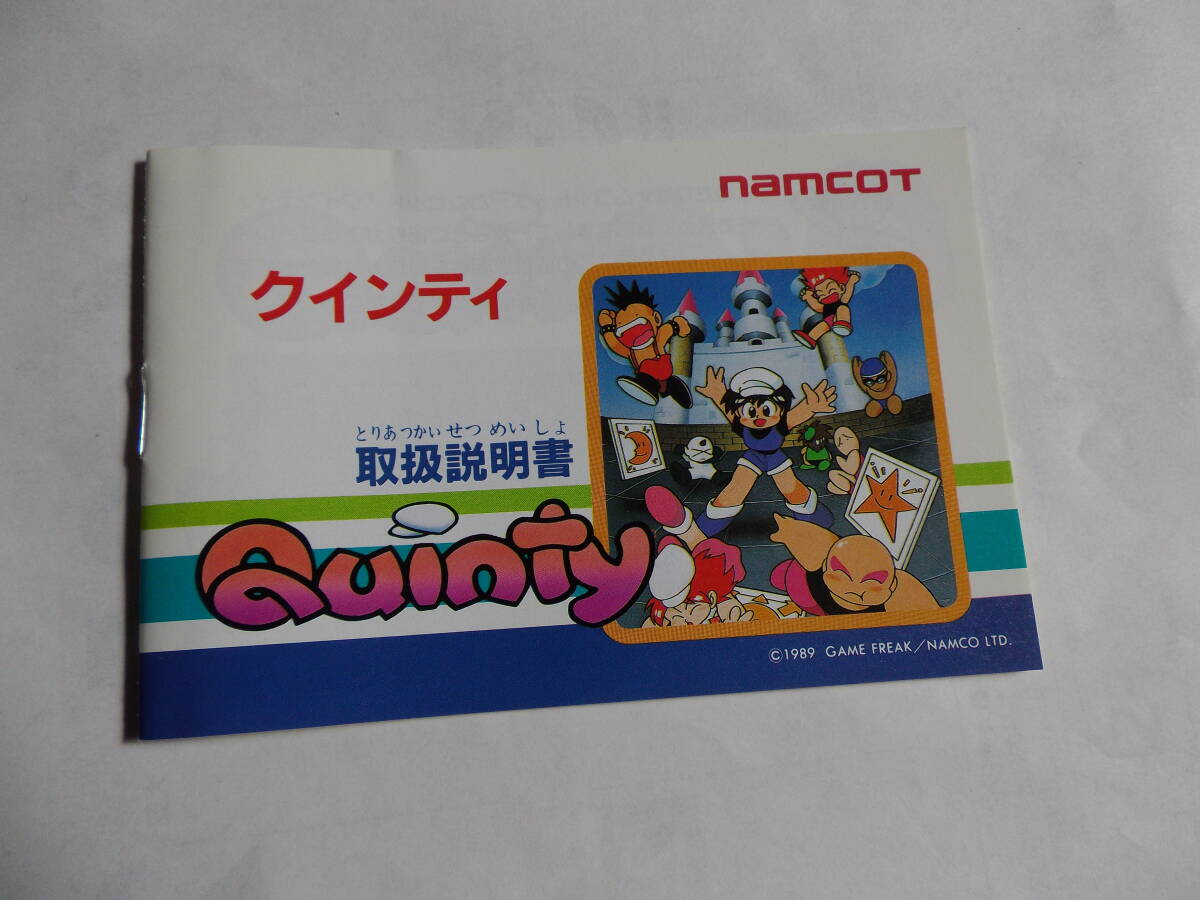 namcoT
クインティ
とりあつかいせつめいしょ
取扱説明書
Quinty
©1989 GAME FREAK/NAMCO LTD.